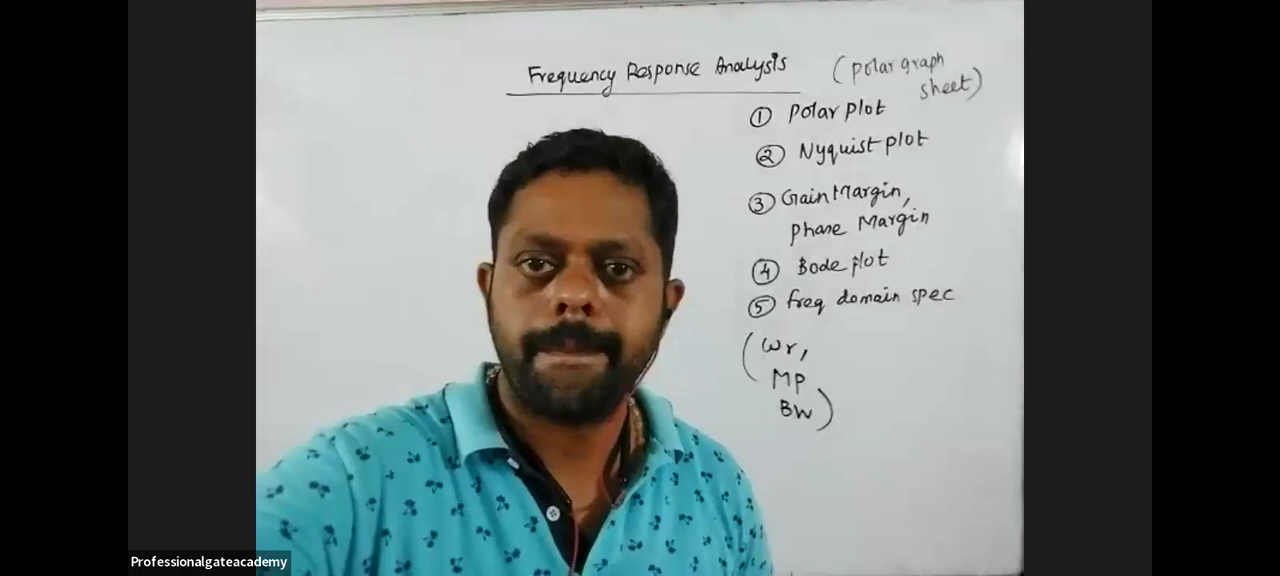 Frequency Response Analysis
(Polar graph
sheet)
① Polar plot
② Nyquist plot
③ Gain Margin,
Phase Margin
④ Bode plot
⑤ freq domain spec
(ωr,
MP
BW)
Professionalgateacademy